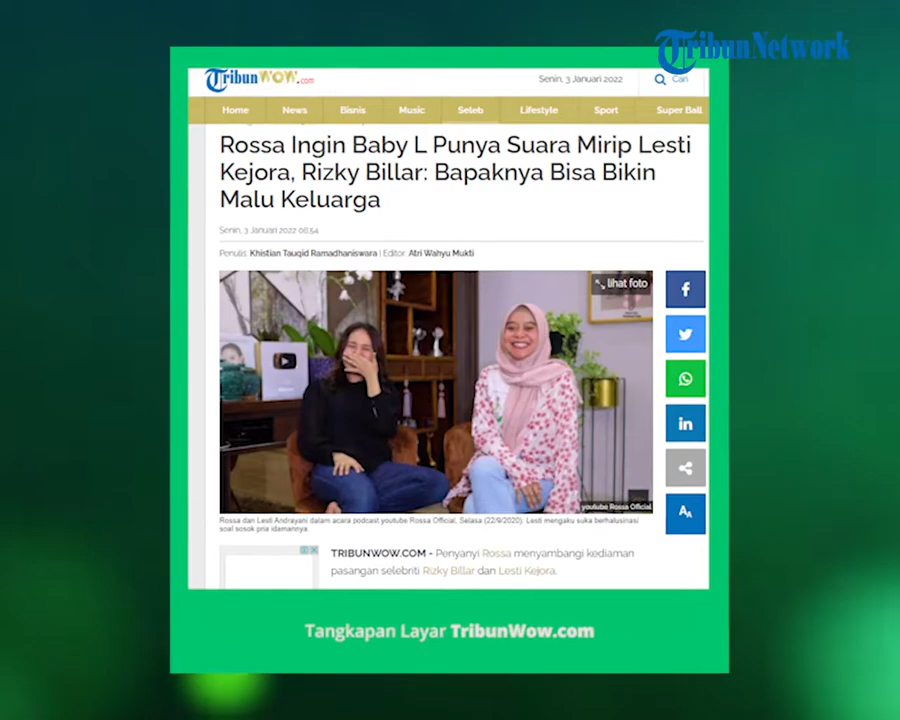 TribunNetwork
TribunWOW.com
Senin, 3 Januari 2022
Cari
Home News Bisnis Music Seleb Lifestyle Sport Super Ball
Rossa Ingin Baby L Punya Suara Mirip Lesti
Kejora, Rizky Billar: Bapaknya Bisa Bikin
Malu Keluarga
Senin, 3 Januari 2022 08:54
Penulis: Khistian Tauqid Ramadhaniswara | Editor: Atri Wahyu Mukti
lihat foto
youtube Rossa Official
Rossa dan Lesti Andrayani dalam acara podcast youtube Rossa Official, Selasa (22/9/2020). Lesti mengaku suka berhalusinasi
soal sosok pria idamannya.
TRIBUNWOW.COM - Penyanyi Rossa menyambangi kediaman
pasangan selebriti Rizky Billar dan Lesti Kejora.
Tangkapan Layar TribunWow.com